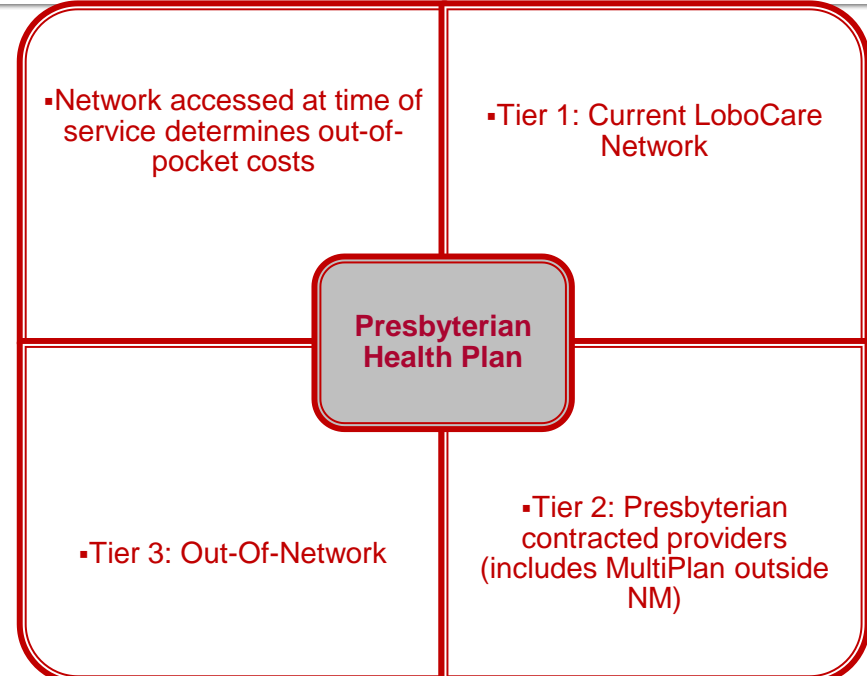 ▪Network accessed at time of
service determines out-of-
pocket costs
▪Tier 1: Current LoboCare
Network
Presbyterian
Health Plan
▪Tier 3: Out-Of-Network
▪Tier 2: Presbyterian
contracted providers
(includes MultiPlan outside
NM)